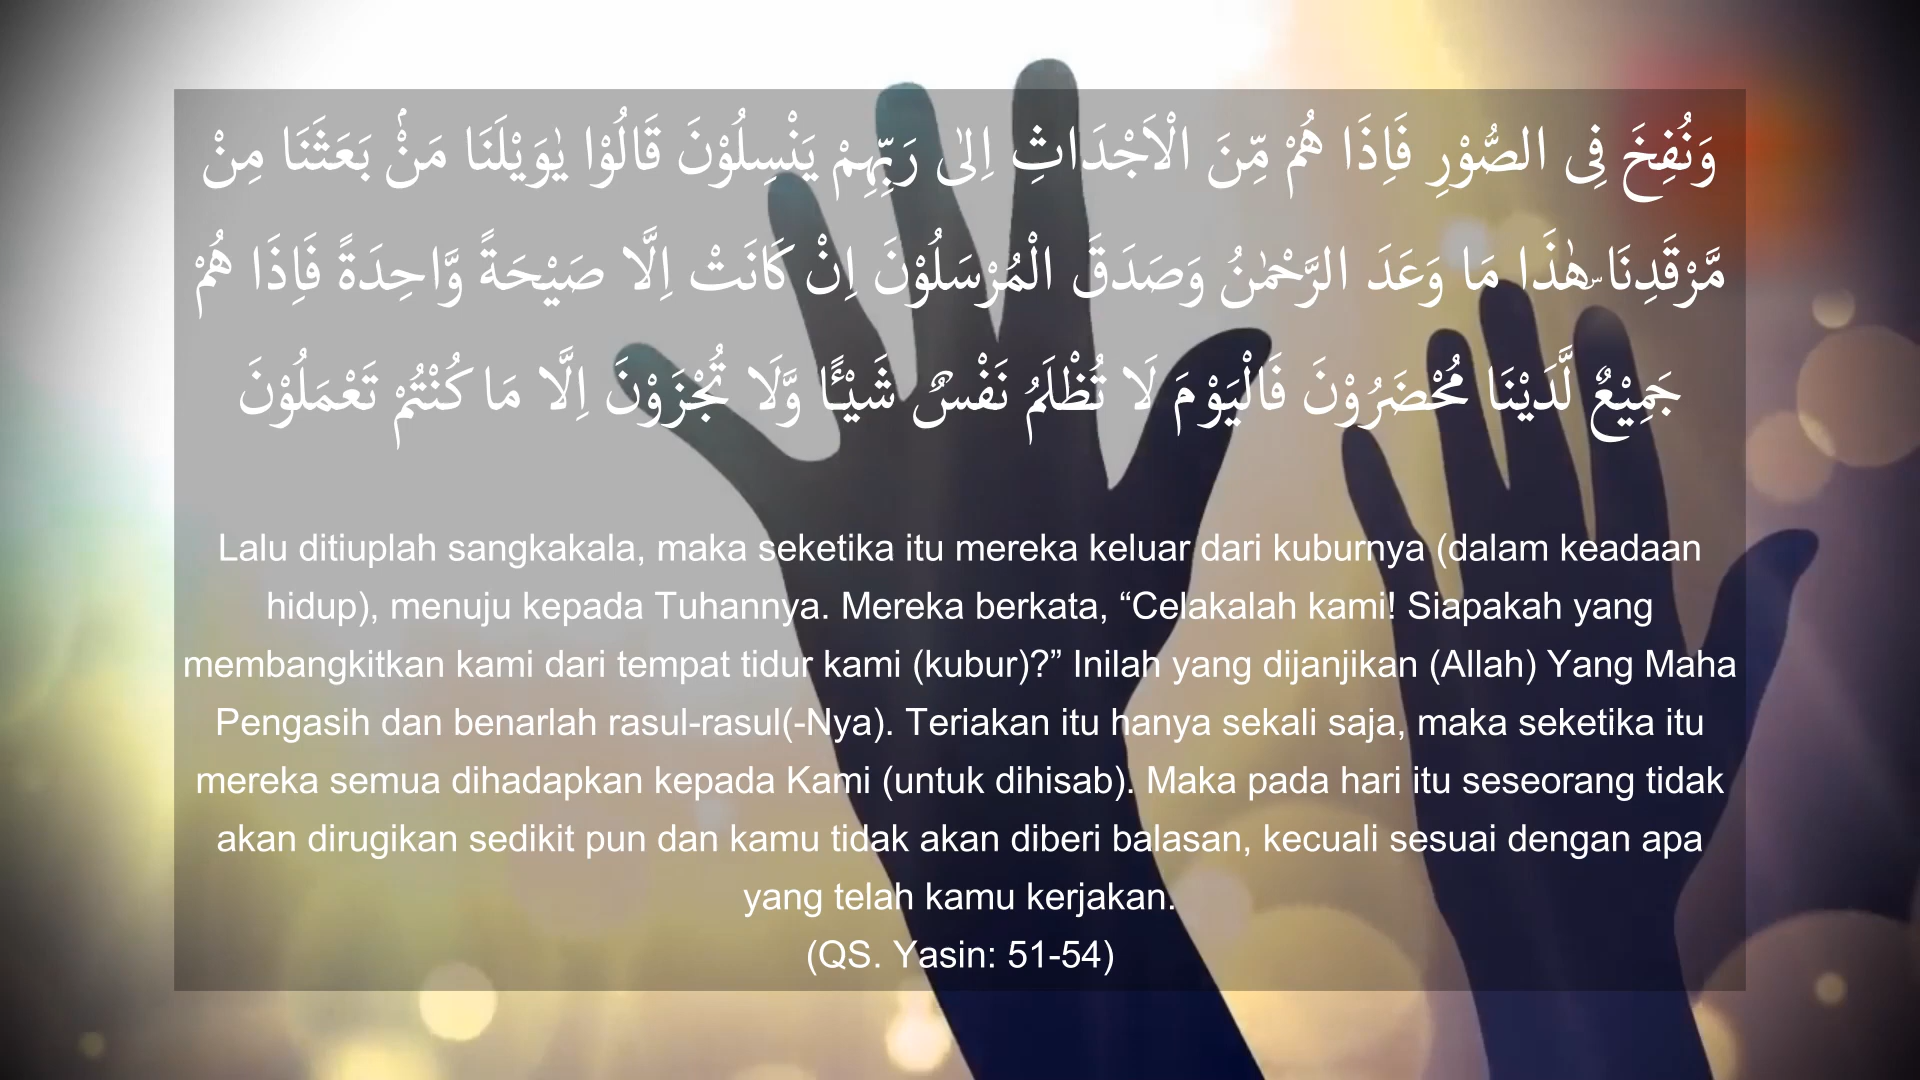 وَنُفِخَ فِى الصُّوْرِ فَاِذَا هُمْ مِّنَ الْاَجْدَاثِ اِلٰى رَبِّهِمْ يَنْسِلُوْنَ قَالُوْا يٰوَيْلَنَا مَنْۢ بَعَثَنَا مِنْ
مَّرْقَدِنَا ۜهٰذَا مَا وَعَدَ الرَّحْمٰنُ وَصَدَقَ الْمُرْسَلُوْنَ اِنْ كَانَتْ اِلَّا صَيْحَةً وَّاحِدَةً فَاِذَا هُمْ
جَمِيْعٌ لَّدَيْنَا مُحْضَرُوْنَ فَالْيَوْمَ لَا تُظْلَمُ نَفْسٌ شَيْـًٔا وَّلَا تُجْزَوْنَ اِلَّا مَا كُنْتُمْ تَعْمَلُوْنَ
Lalu ditiuplah sangkakala, maka seketika itu mereka keluar dari kuburnya (dalam keadaan
hidup), menuju kepada Tuhannya. Mereka berkata, “Celakalah kami! Siapakah yang
membangkitkan kami dari tempat tidur kami (kubur)?” Inilah yang dijanjikan (Allah) Yang Maha
Pengasih dan benarlah rasul-rasul(-Nya). Teriakan itu hanya sekali saja, maka seketika itu
mereka semua dihadapkan kepada Kami (untuk dihisab). Maka pada hari itu seseorang tidak
akan dirugikan sedikit pun dan kamu tidak akan diberi balasan, kecuali sesuai dengan apa
yang telah kamu kerjakan.
(QS. Yasin: 51-54)